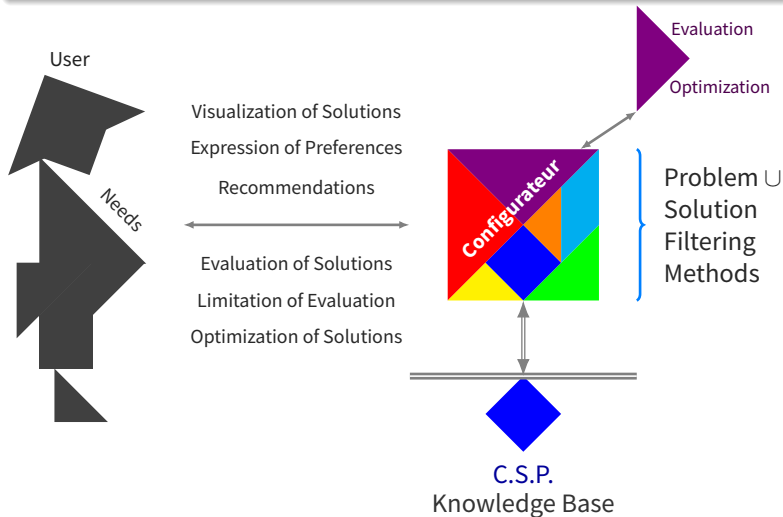 User
Needs
Visualization of Solutions
Expression of Preferences
Recommendations
Evaluation of Solutions
Limitation of Evaluation
Optimization of Solutions
Configurateur
Evaluation
Optimization
Problem ∪
Solution
Filtering
Methods
C.S.P.
Knowledge Base